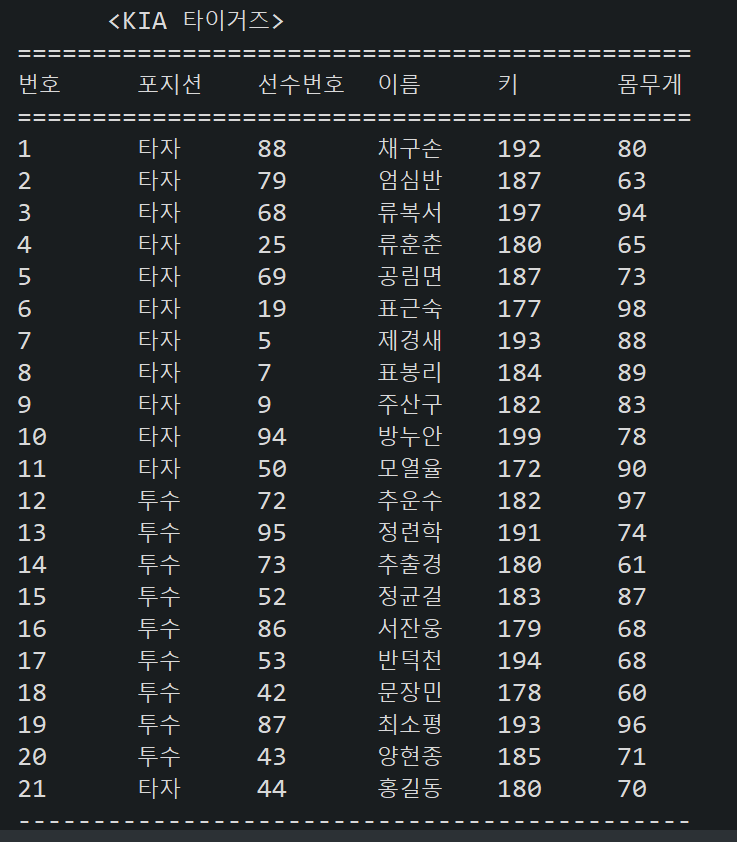 <KIA 타이거즈>
=============================================
번호 포지션 선수번호 이름 키 몸무게
=============================================
1 타자 88 채구손 192 80
2 타자 79 엄심반 187 63
3 타자 68 류복서 197 94
4 타자 25 류훈춘 180 65
5 타자 69 공림면 187 73
6 타자 19 표근숙 177 98
7 타자 5 제경새 193 88
8 타자 7 표봉리 184 89
9 타자 9 주산구 182 83
10 타자 94 방누안 199 78
11 타자 50 모열율 172 90
12 투수 72 추운수 182 97
13 투수 95 정련학 191 74
14 투수 73 추출경 180 61
15 투수 52 정균걸 183 87
16 투수 86 서잔웅 179 68
17 투수 53 반덕천 194 68
18 투수 42 문장민 178 60
19 투수 87 최소평 193 96
20 투수 43 양현종 185 71
21 타자 44 홍길동 180 70
---------------------------------------------